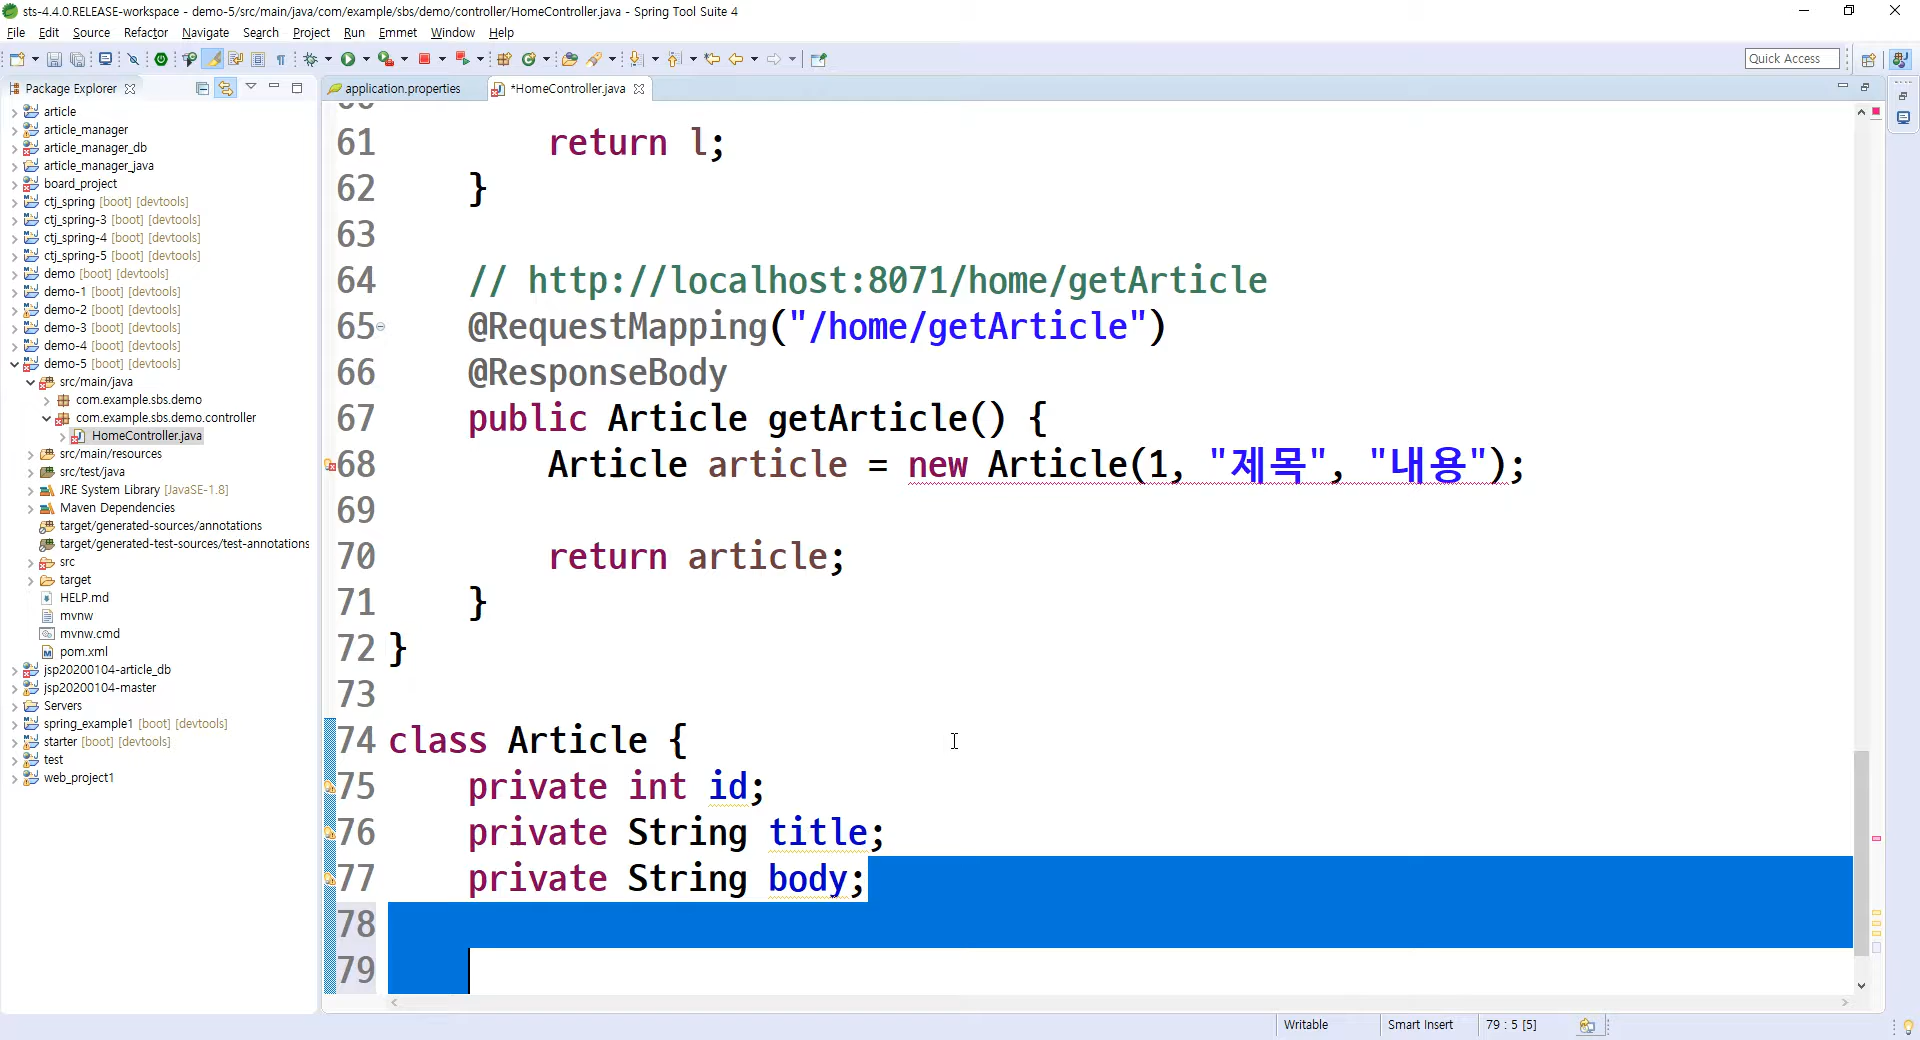 sts-4.4.0.RELEASE-workspace - demo-5/src/main/java/com/example/sbs/demo/controller/HomeController.java - Spring Tool Suite 4
File Edit Source Refactor Navigate Search Project Run Emmet Window Help
Quick Access
Package Explorer
application.properties
*HomeController.java
article
article_manager
article_manager_db
article_manager_java
board_project
ctj_spring [boot] [devtools]
ctj_spring-3 [boot] [devtools]
ctj_spring-4 [boot] [devtools]
ctj_spring-5 [boot] [devtools]
demo [boot] [devtools]
demo-1 [boot] [devtools]
demo-2 [boot] [devtools]
demo-3 [boot] [devtools]
demo-4 [boot] [devtools]
demo-5 [boot] [devtools]
src/main/java
com.example.sbs.demo
com.example.sbs.demo.controller
HomeController.java
src/main/resources
src/test/java
JRE System Library [JavaSE-1.8]
Maven Dependencies
target/generated-sources/annotations
target/generated-test-sources/test-annotations
src
target
HELP.md
mvnw
mvnw.cmd
pom.xml
jsp20200104-article_db
jsp20200104-master
Servers
spring_example1 [boot] [devtools]
starter [boot] [devtools]
test
web_project1
60
61 return l;
62 }
63
64 // http://localhost:8071/home/getArticle
65 @RequestMapping("/home/getArticle")
66 @ResponseBody
67 public Article getArticle() {
68 Article article = new Article(1, "제목", "내용");
69
70 return article;
71 }
72 }
73
74 class Article {
75 private int id;
76 private String title;
77 private String body;
78
79
Writable
Smart Insert
79 : 5 [5]